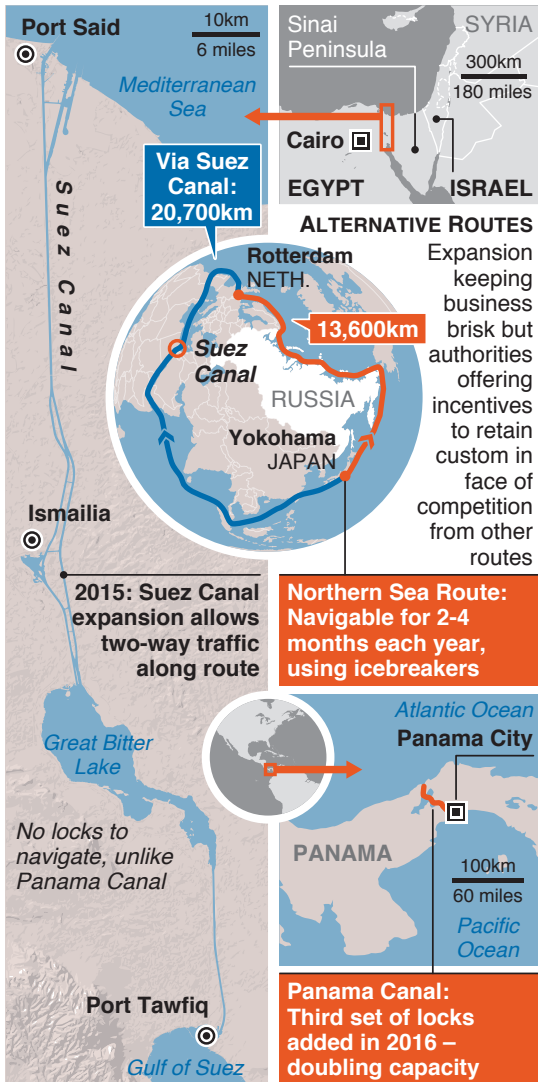 Port Said
10km
6 miles
Mediterranean
Sea
Suez Canal
Via Suez
Canal:
20,700km
Sinai
Peninsula
SYRIA
300km
180 miles
Cairo
EGYPT
ISRAEL
ALTERNATIVE ROUTES
Expansion
keeping
business
brisk but
authorities
offering
incentives
to retain
custom in
face of
competition
from other
routes
Rotterdam
NETH.
13,600km
Suez
Canal
RUSSIA
Yokohama
JAPAN
Ismailia
2015: Suez Canal
expansion allows
two-way traffic
along route
Northern Sea Route:
Navigable for 2-4
months each year,
using icebreakers
Great Bitter
Lake
No locks to
navigate, unlike
Panama Canal
Atlantic Ocean
Panama City
PANAMA
100km
60 miles
Pacific
Ocean
Panama Canal:
Third set of locks
added in 2016 –
doubling capacity
Port Tawfiq
Gulf of Suez